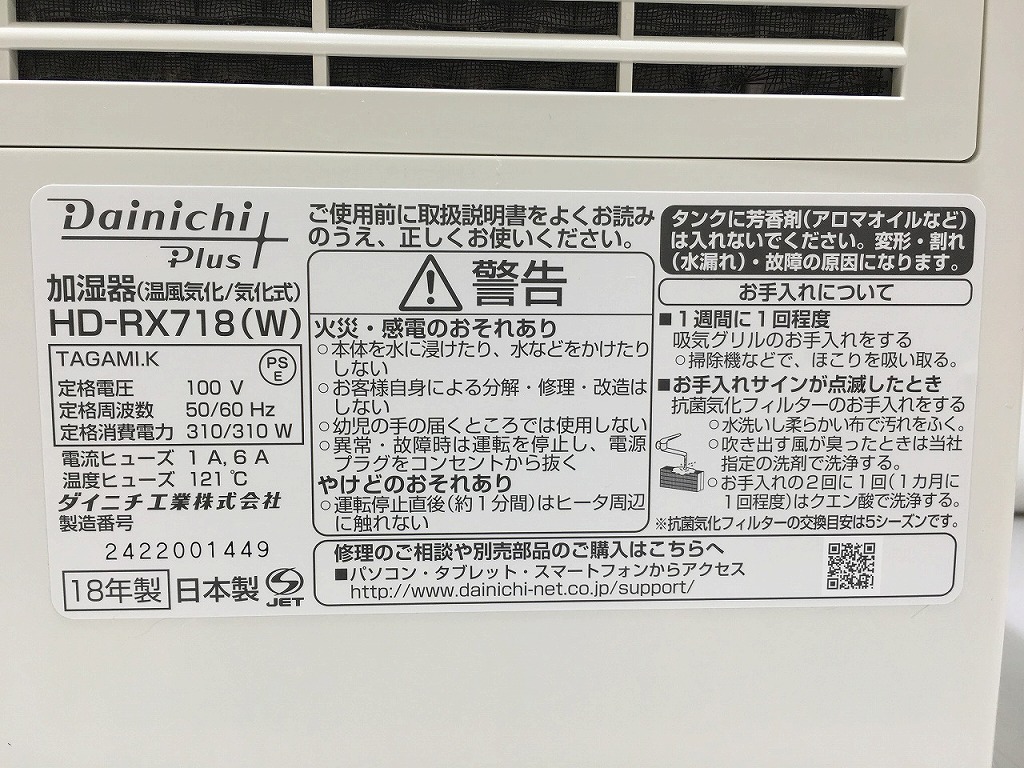 Dainichi
Plus
加湿器(温風気化/気化式)
HD-RX718(W)
TAGAMI.K
PS
E
定格電圧 100 V
定格周波数 50/60 Hz
定格消費電力 310/310 W
電流ヒューズ 1 A, 6 A
温度ヒューズ 121℃
ダイニチ工業株式会社
製造番号
2422001449
18年製 日本製 JET
ご使用前に取扱説明書をよくお読み
のうえ、正しくお使いください。
警告
火災・感電のおそれあり
○本体を水に浸けたり、水などをかけたり
しない
○お客様自身による分解・修理・改造は
しない
○幼児の手の届くところでは使用しない
○異常・故障時は運転を停止し、電源
プラグをコンセントから抜く
やけどのおそれあり
○運転停止直後(約1分間)はヒータ周辺
に触れない
タンクに芳香剤(アロマオイルなど)
は入れないでください。変形・割れ
(水漏れ)・故障の原因になります。
お手入れについて
■1週間に1回程度
吸気グリルのお手入れをする
○掃除機などで、ほこりを吸い取る。
■お手入れサインが点滅したとき
抗菌気化フィルターのお手入れをする
○水洗いし柔らかい布で汚れをふく。
○吹き出す風が臭ったときは当社
指定の洗剤で洗浄する。
○お手入れの2回に1回(1カ月に
1回程度)はクエン酸で洗浄する。
※抗菌気化フィルターの交換目安は5シーズンです。
修理のご相談や別売部品のご購入はこちらへ
■パソコン・タブレット・スマートフォンからアクセス
http://www.dainichi-net.co.jp/support/